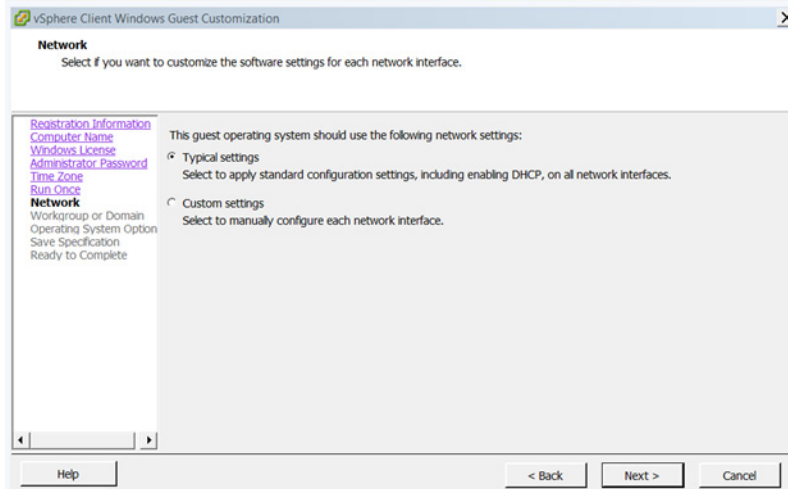 vSphere Client Windows Guest Customization
Network
Select if you want to customize the software settings for each network interface.
Registration Information
Computer Name
Windows License
Administrator Password
Time Zone
Run Once
Network
Workgroup or Domain
Operating System Option
Save Specification
Ready to Complete
This guest operating system should use the following network settings:
Typical settings
Select to apply standard configuration settings, including enabling DHCP, on all network interfaces.
Custom settings
Select to manually configure each network interface.
Help
< Back
Next >
Cancel